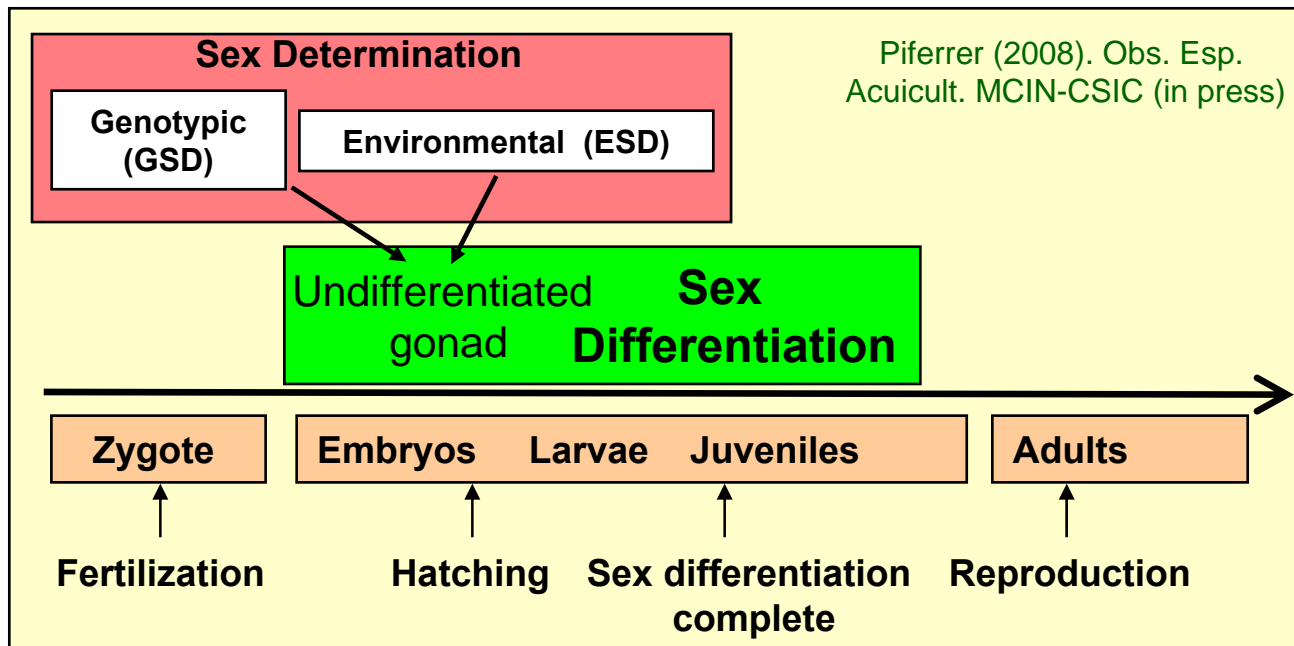 Sex Determination
Piferrer (2008). Obs. Esp.
Acuicult. MCIN-CSIC (in press)
Genotypic
(GSD)
Environmental (ESD)
Undifferentiated
gonad
Sex
Differentiation
Zygote
Embryos Larvae Juveniles
Adults
Fertilization
Hatching
Sex differentiation
complete
Reproduction